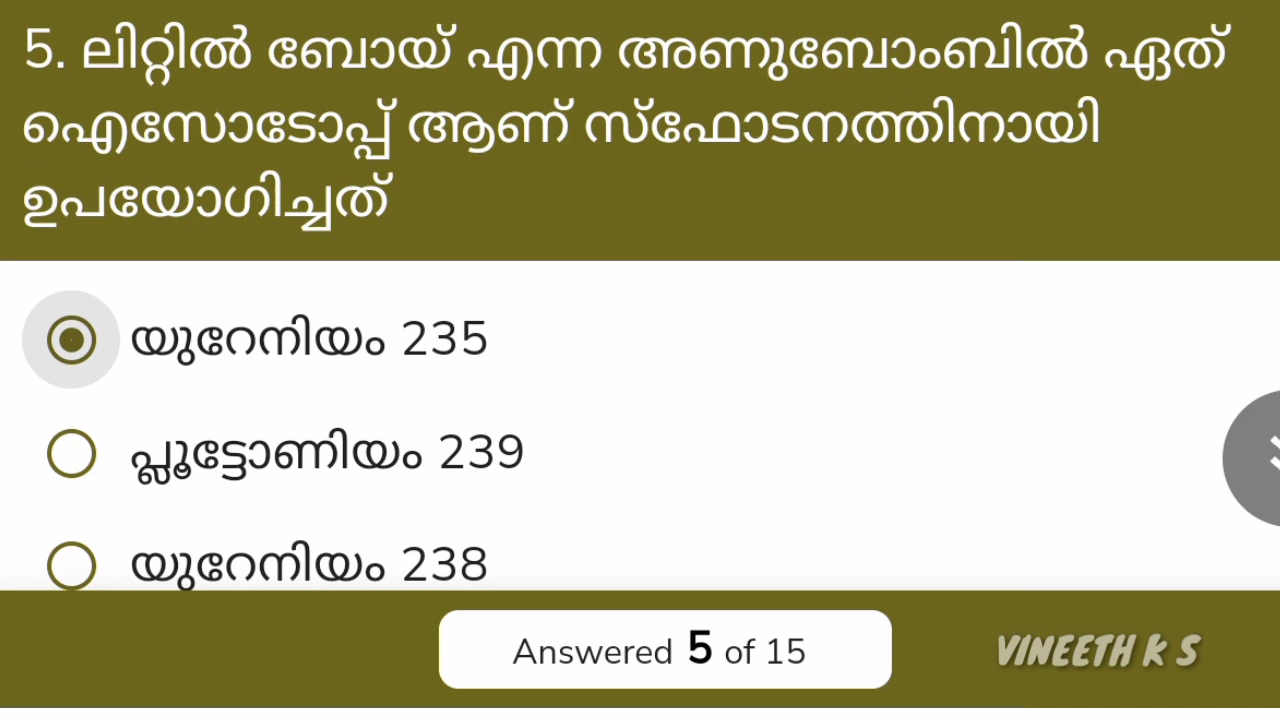 5. ലിറ്റിൽ ബോയ് എന്ന അണുബോംബിൽ ഏത്
ഐസോടോപ്പ് ആണ് സ്ഫോടനത്തിനായി
ഉപയോഗിച്ചത്
യുറേനിയം 235
പ്ലൂട്ടോണിയം 239
യുറേനിയം 238
Answered 5 of 15
VINEETH K S